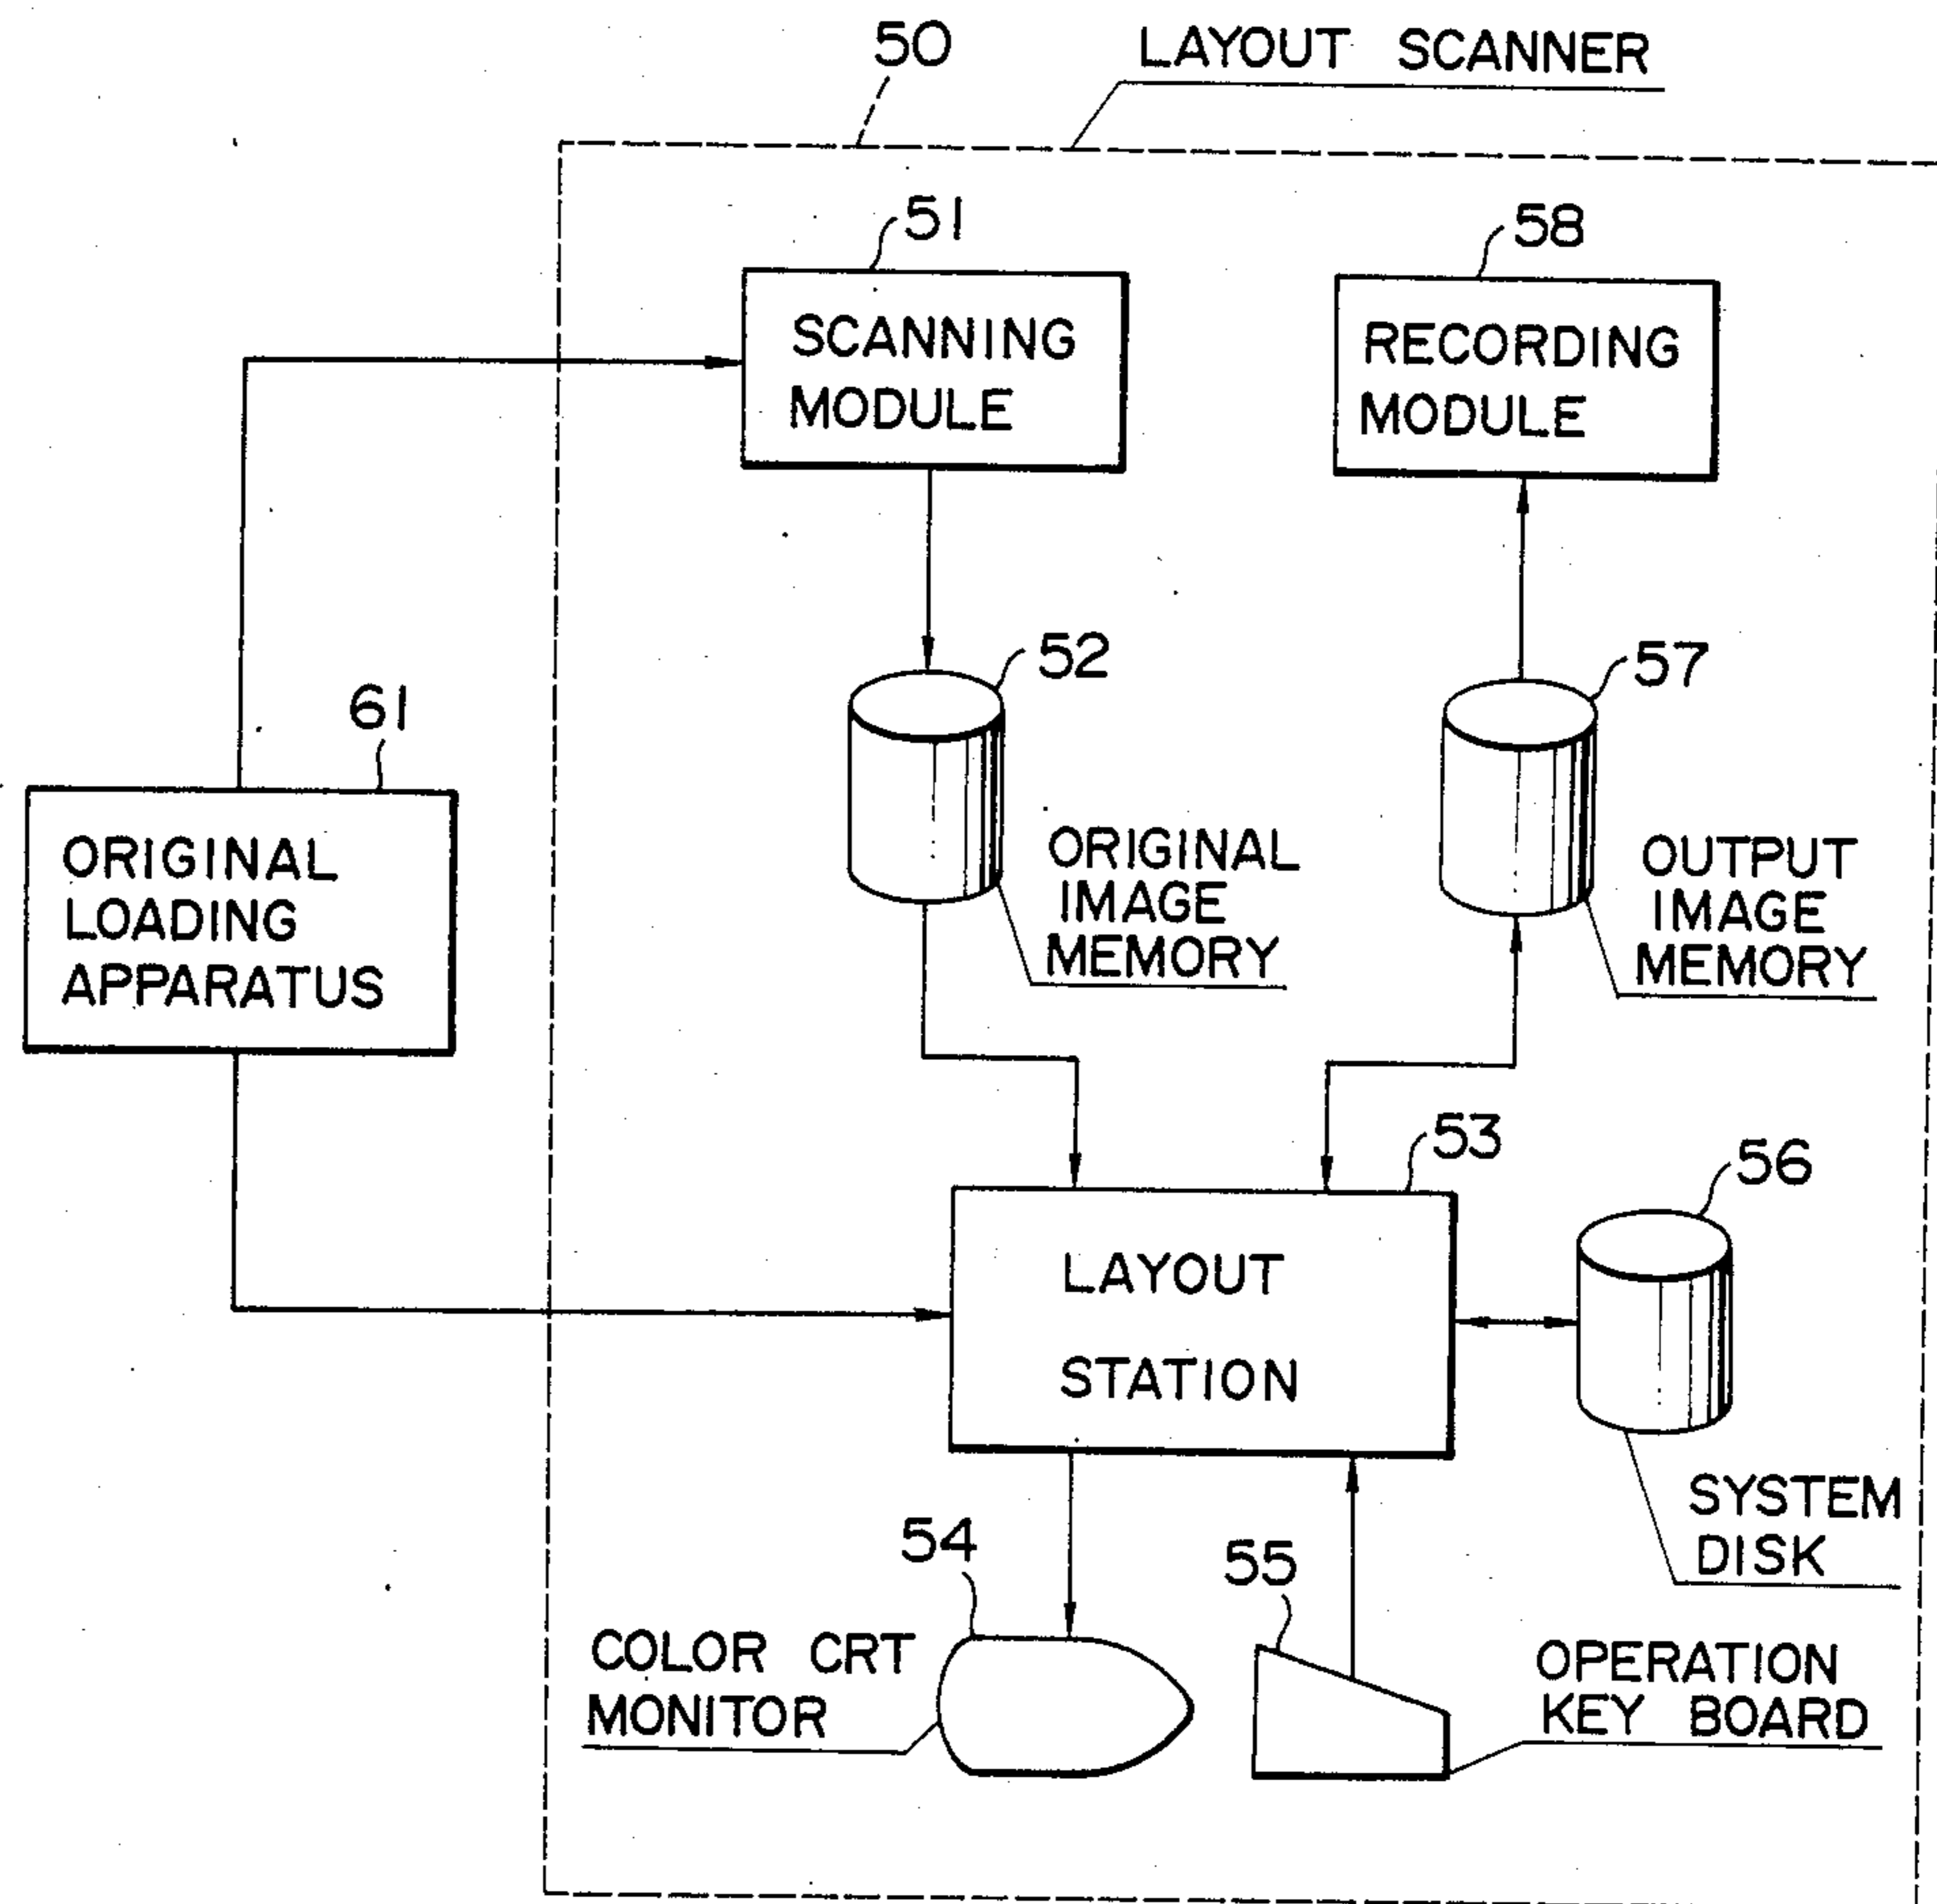 50
LAYOUT SCANNER
51
58
SCANNING
MODULE
RECORDING
MODULE
52
57
61
ORIGINAL
LOADING
APPARATUS
ORIGINAL
IMAGE
MEMORY
OUTPUT
IMAGE
MEMORY
53
56
LAYOUT
STATION
SYSTEM
DISK
54
55
COLOR CRT
MONITOR
OPERATION
KEY BOARD